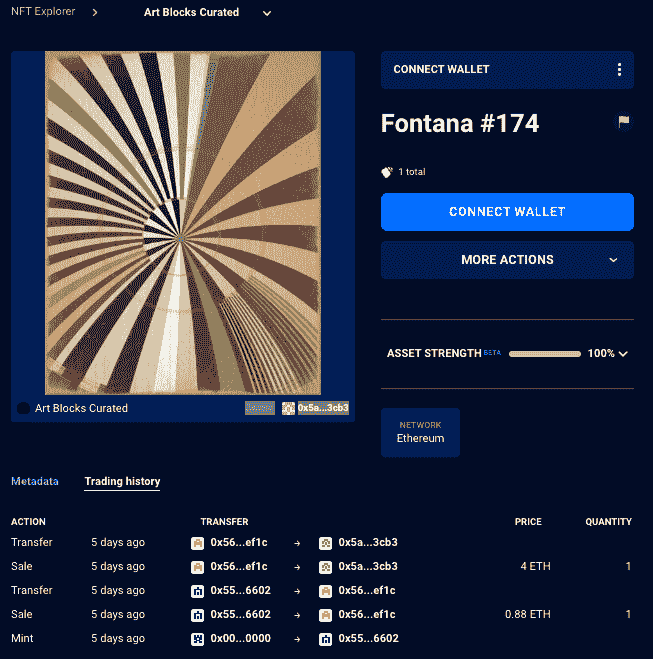 NFT Explorer > Art Blocks Curated
CONNECT WALLET
Fontana #174
1 total
CONNECT WALLET
MORE ACTIONS
ASSET STRENGTH BETA 100%
Art Blocks Curated 0x5a...3cb3
NETWORK
Ethereum
Metadata Trading history
ACTION TRANSFER PRICE QUANTITY
Transfer 5 days ago 0x56...ef1c → 0x5a...3cb3
Sale 5 days ago 0x56...ef1c → 0x5a...3cb3 4 ETH 1
Transfer 5 days ago 0x55...6602 → 0x56...ef1c
Sale 5 days ago 0x55...6602 → 0x56...ef1c 0.88 ETH 1
Mint 5 days ago 0x00...0000 → 0x55...6602